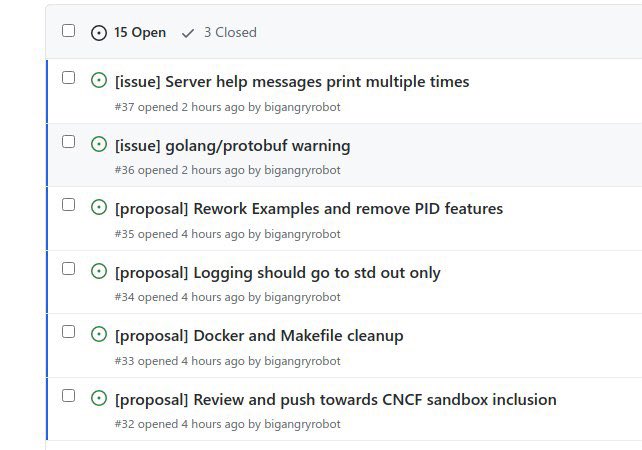 15 Open 3 Closed
[issue] Server help messages print multiple times
#37 opened 2 hours ago by bigangryrobot
[issue] golang/protobuf warning
#36 opened 2 hours ago by bigangryrobot
[proposal] Rework Examples and remove PID features
#35 opened 4 hours ago by bigangryrobot
[proposal] Logging should go to std out only
#34 opened 4 hours ago by bigangryrobot
[proposal] Docker and Makefile cleanup
#33 opened 4 hours ago by bigangryrobot
[proposal] Review and push towards CNCF sandbox inclusion
#32 opened 4 hours ago by bigangryrobot